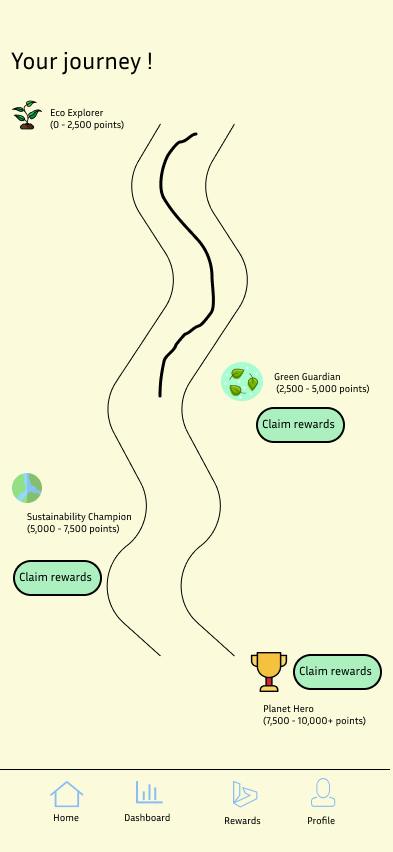 Your journey !
Eco Explorer
(0 - 2,500 points)
Green Guardian
(2,500 - 5,000 points)
Claim rewards
Sustainability Champion
(5,000 - 7,500 points)
Claim rewards
Claim rewards
Planet Hero
(7,500 - 10,000+ points)
Home
Dashboard
Rewards
Profile